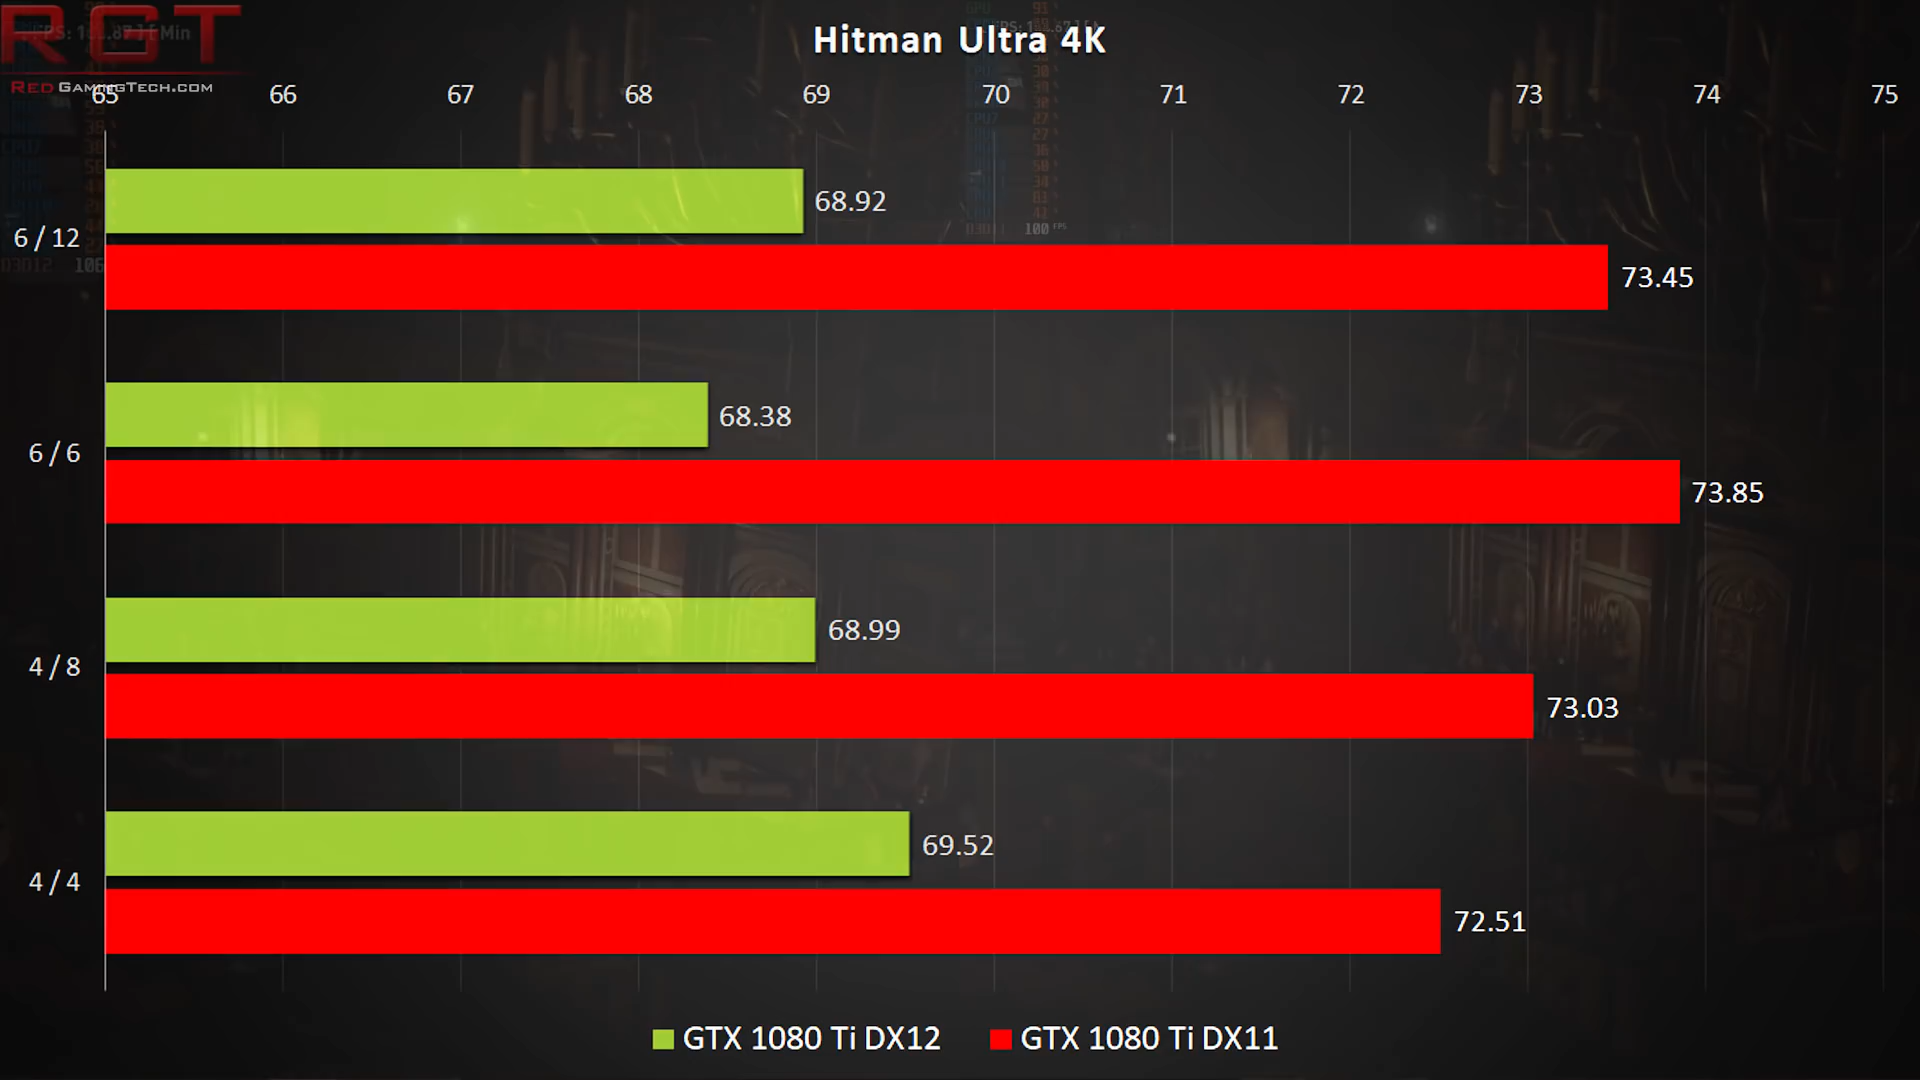 RGT
Hitman Ultra 4K
RedGamingTech.com
65 66 67 68 69 70 71 72 73 74 75
68.92
6 / 12
73.45
68.38
6 / 6
73.85
68.99
4 / 8
73.03
69.52
4 / 4
72.51
GTX 1080 Ti DX12 GTX 1080 Ti DX11